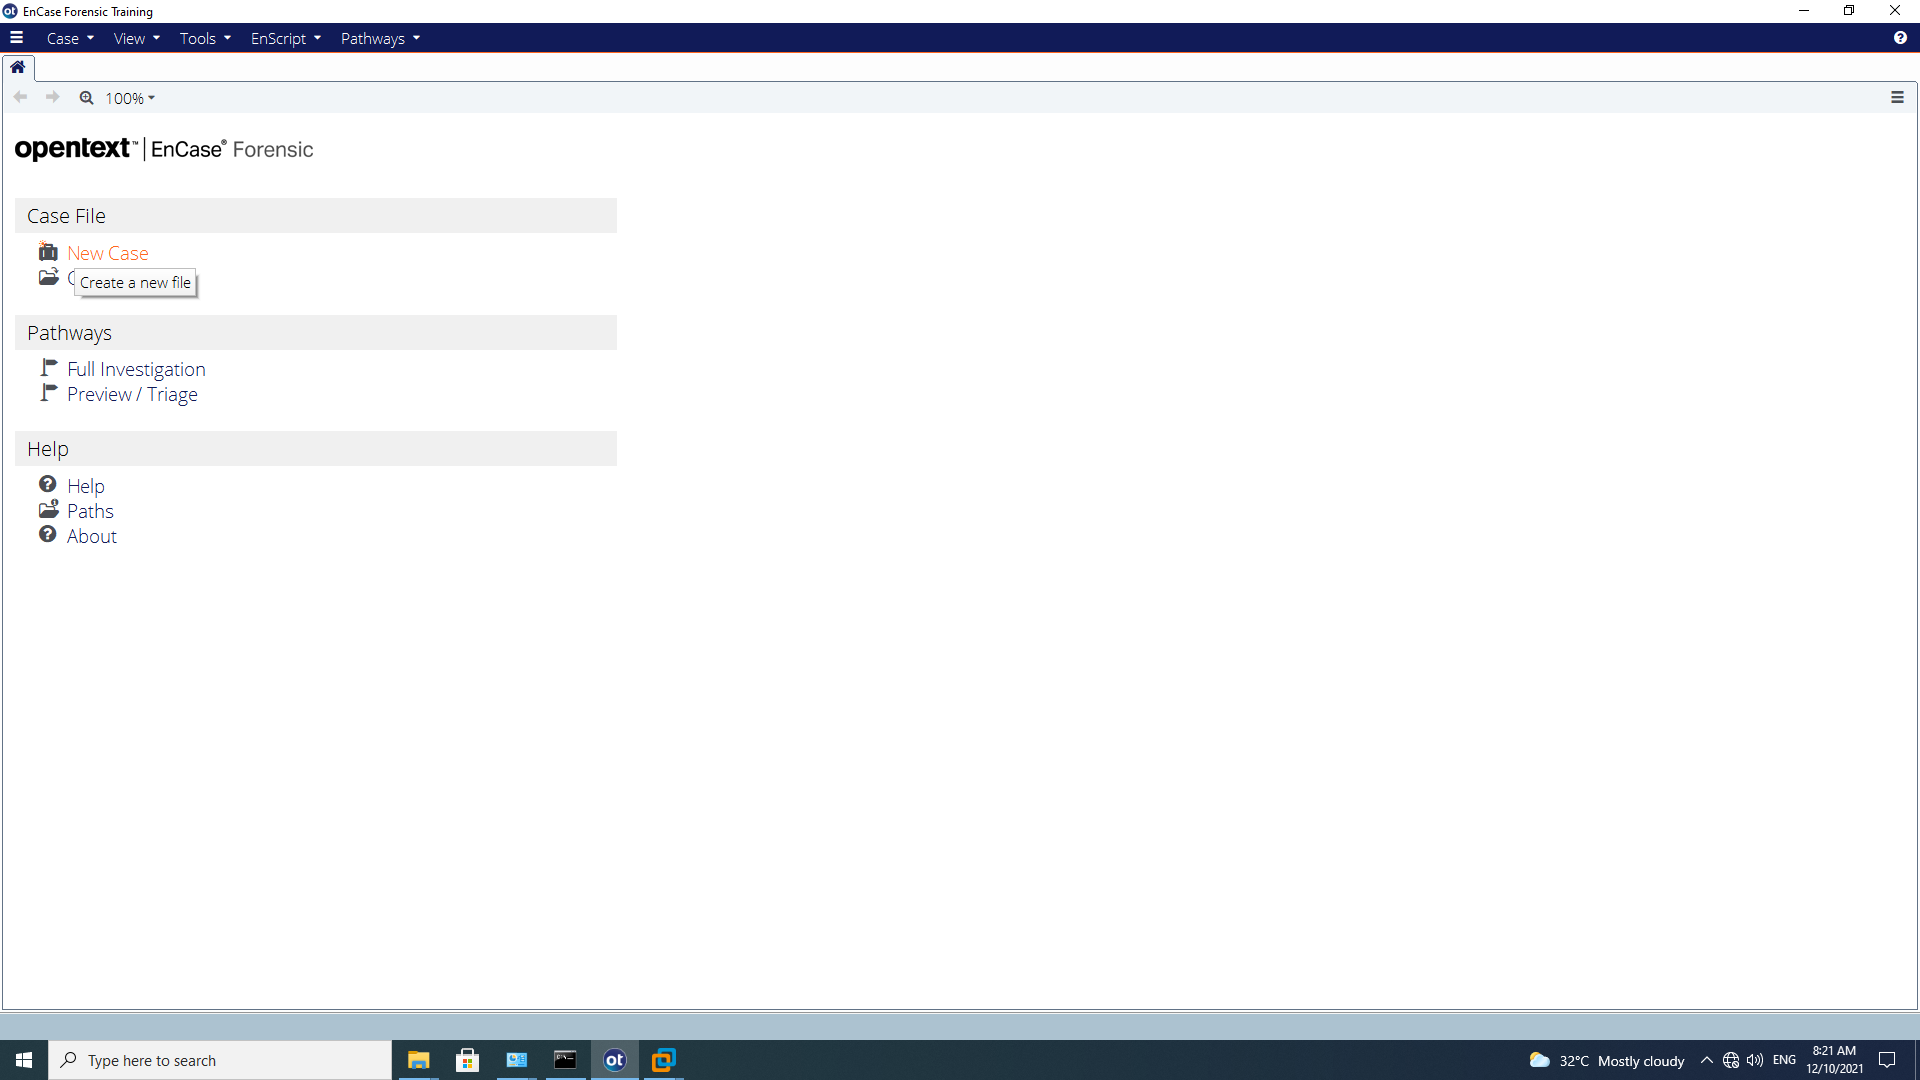 EnCase Forensic Training
Case View Tools EnScript Pathways
100%
opentext™ | EnCase® Forensic
Case File
New Case
Create a new file
Pathways
Full Investigation
Preview / Triage
Help
Help
Paths
About
Type here to search
32°C Mostly cloudy
ENG
8:21 AM
12/10/2021